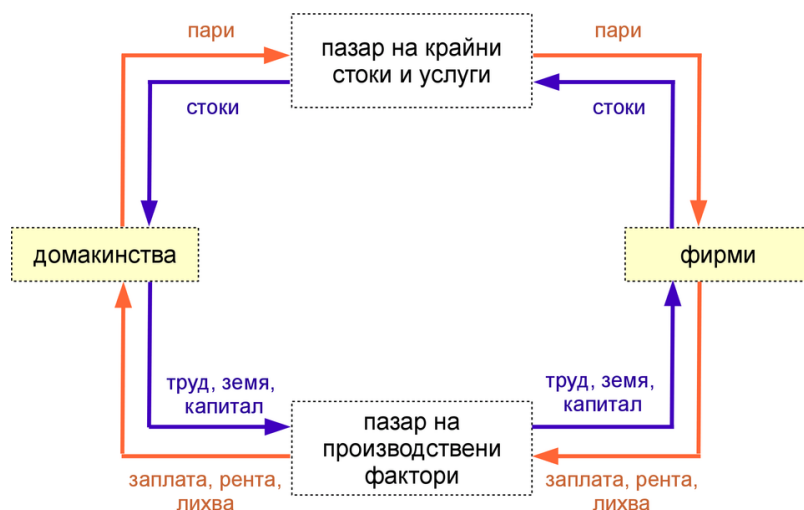 пари
пазар на крайни
стоки и услуги
пари
стоки
стоки
домакинства
фирми
труд, земя,
капитал
труд, земя,
капитал
пазар на
производствени
фактори
заплата, рента,
лихва
заплата, рента,
лихва